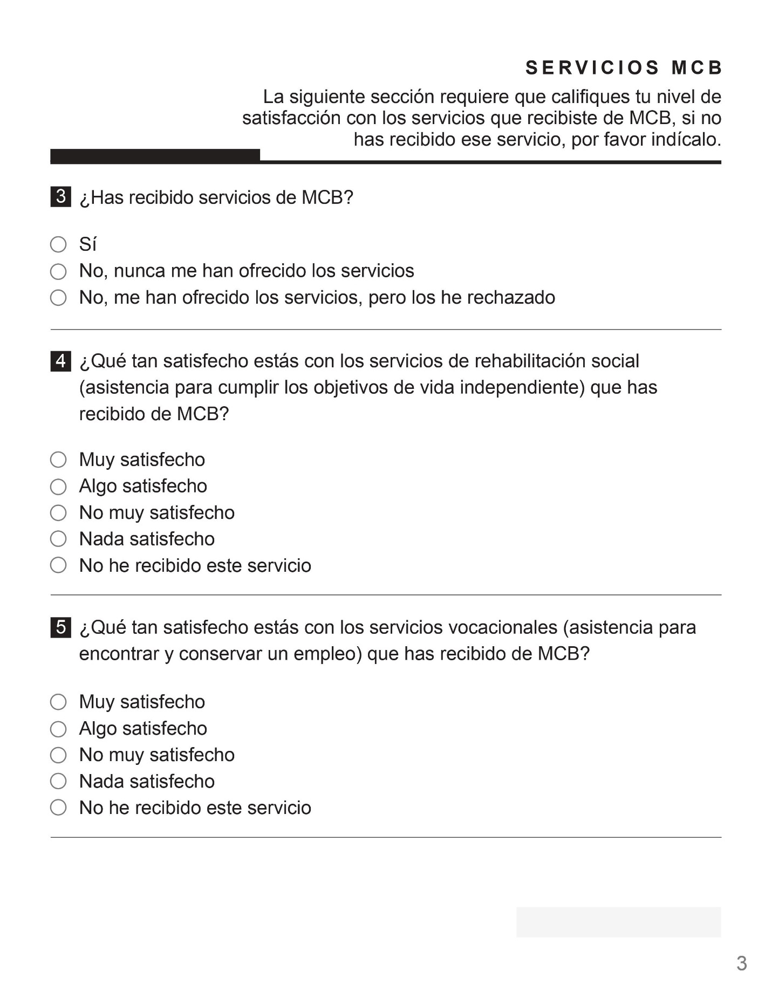 SERVICIOS MCB
La siguiente sección requiere que califiques tu nivel de
satisfacción con los servicios que recibiste de MCB, si no
has recibido ese servicio, por favor indícalo.
3 ¿Has recibido servicios de MCB?
Sí
No, nunca me han ofrecido los servicios
No, me han ofrecido los servicios, pero los he rechazado
4 ¿Qué tan satisfecho estás con los servicios de rehabilitación social
(asistencia para cumplir los objetivos de vida independiente) que has
recibido de MCB?
Muy satisfecho
Algo satisfecho
No muy satisfecho
Nada satisfecho
No he recibido este servicio
5 ¿Qué tan satisfecho estás con los servicios vocacionales (asistencia para
encontrar y conservar un empleo) que has recibido de MCB?
Muy satisfecho
Algo satisfecho
No muy satisfecho
Nada satisfecho
No he recibido este servicio
3